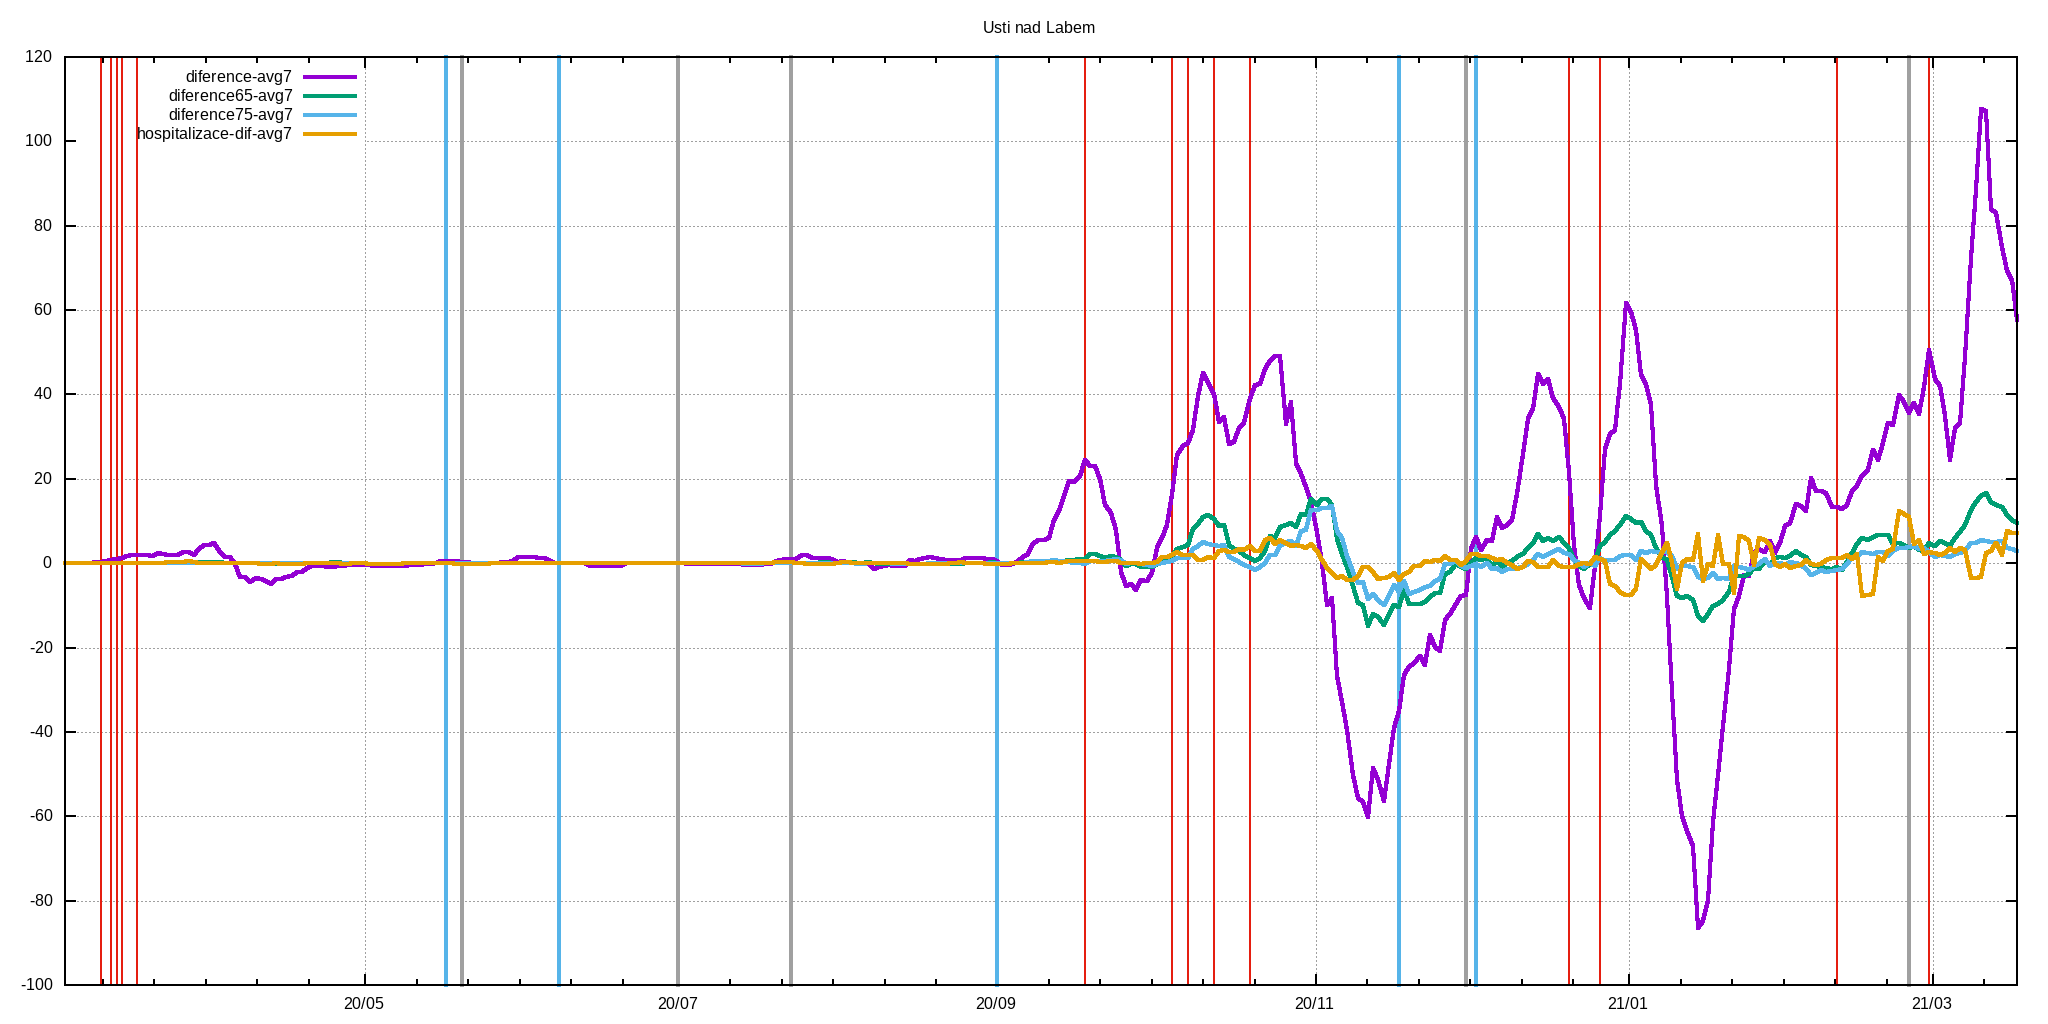 Usti nad Labem
120
100
80
60
40
20
0
-20
-40
-60
-80
-100
diference-avg7
diference65-avg7
diference75-avg7
hospitalizace-dif-avg7
20/05 20/07 20/09 20/11 21/01 21/03